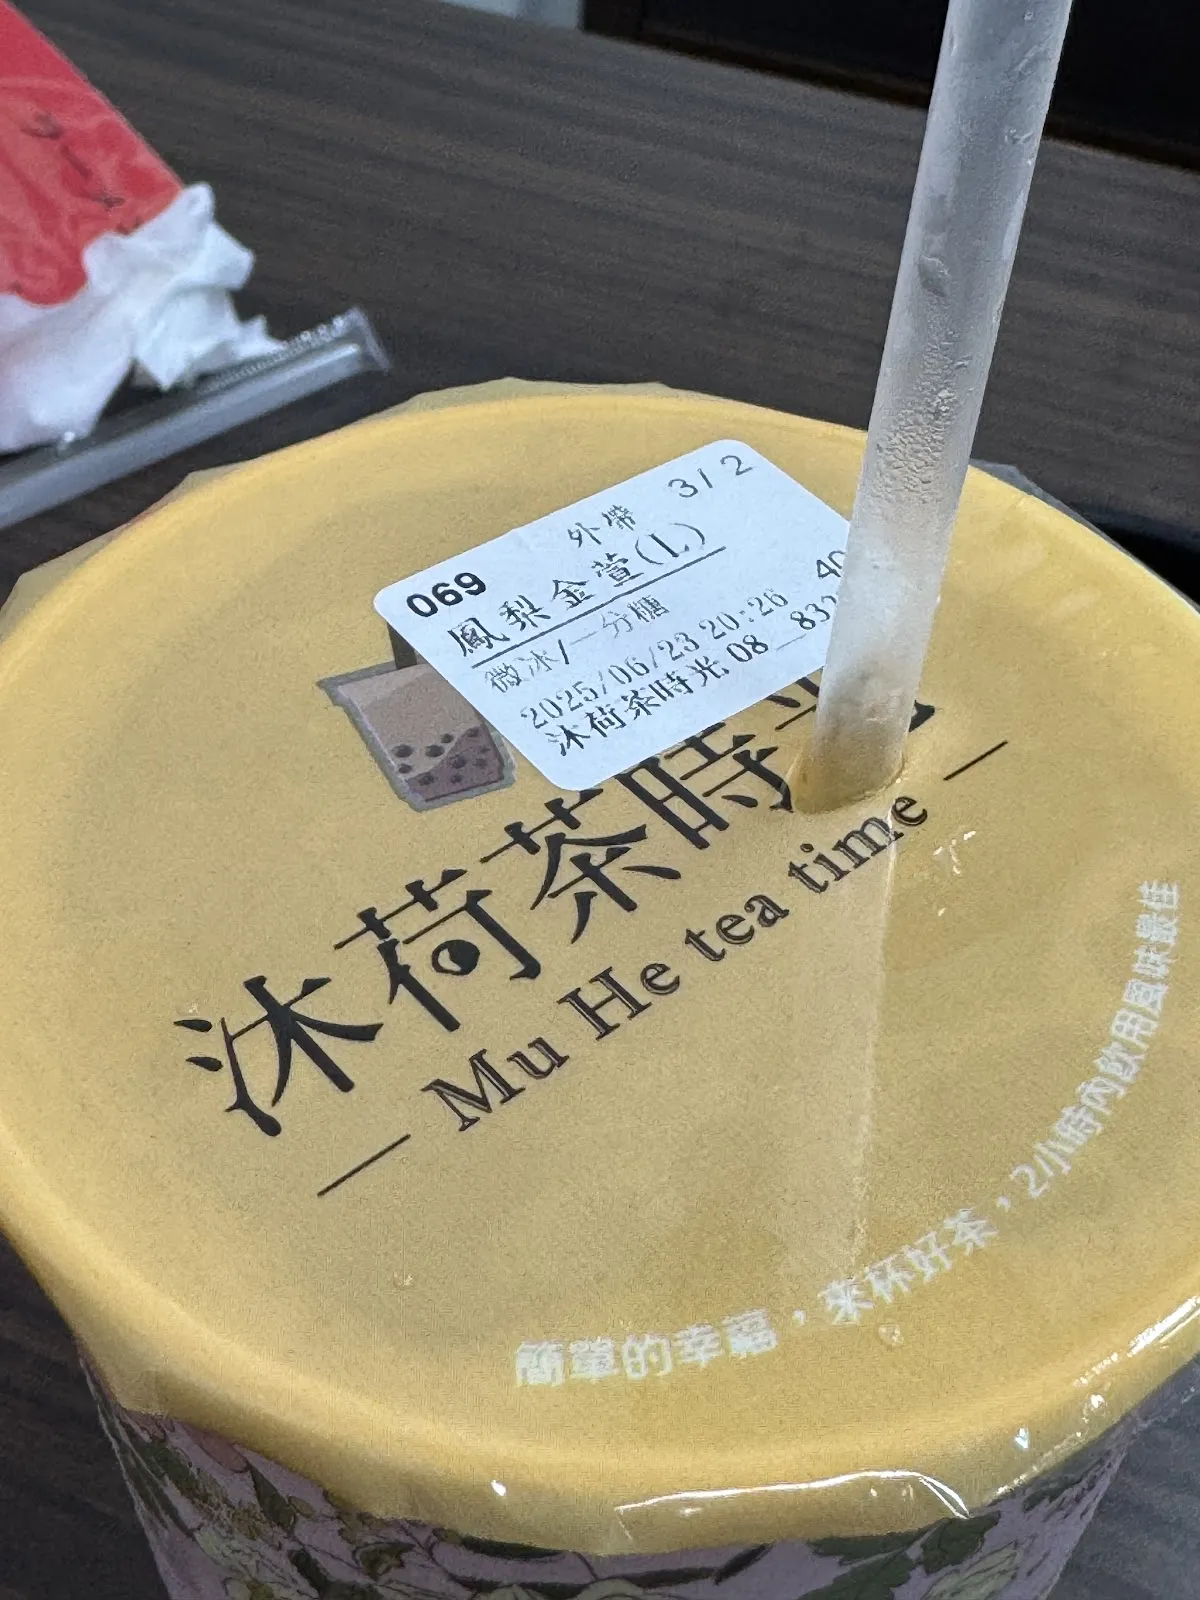 3/2
069 外帶
鳳梨金萱(L)
微冰/一分糖 40
2025/06/23 20:26
沐荷茶時光 08_83
沐荷茶時光
Mu He tea time
簡單的幸福，來杯好茶，2小時內飲用風味最佳